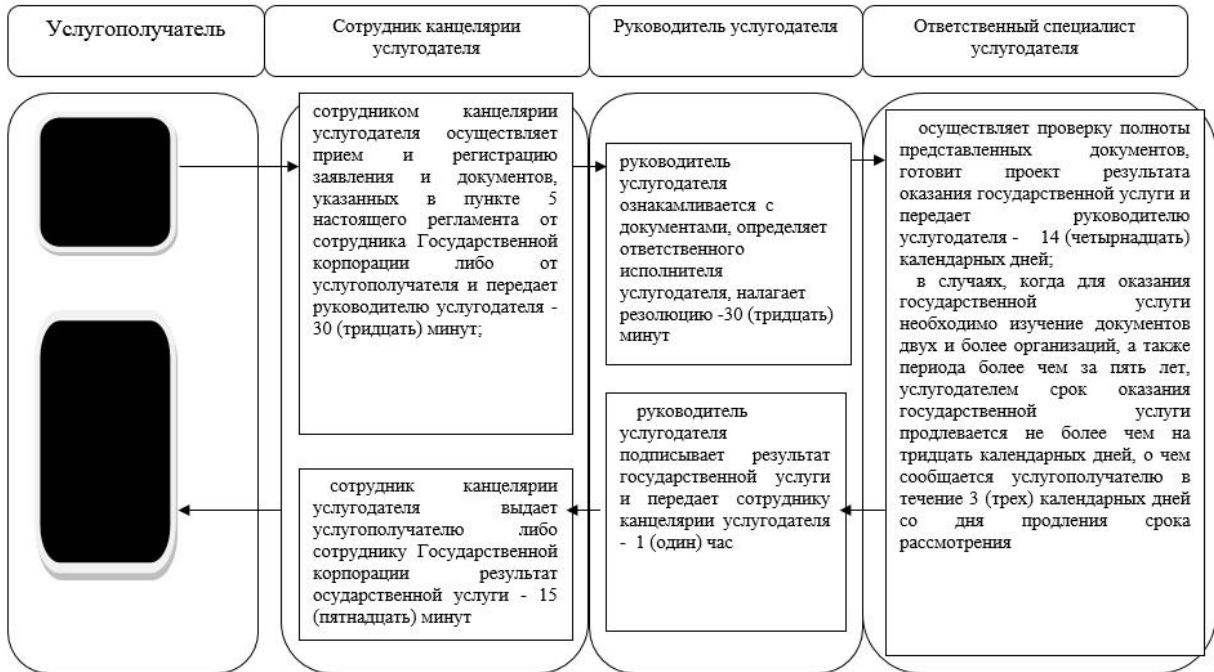 Услугополучатель
Сотрудник канцелярии
услугодателя
Руководитель услугодателя
Ответственный специалист
услугодателя
сотрудником канцелярии
услугодателя осуществляет
прием и регистрацию
заявления и документов,
указанных в пункте 5
настоящего регламента от
сотрудника Государственной
корпорации либо от
услугополучателя и передает
руководителю услугодателя -
30 (тридцать) минут;
руководитель
услугодателя
ознакамливается с
документами, определяет
ответственного
исполнителя
услугодателя, налагает
резолюцию -30 (тридцать)
минут
осуществляет проверку полноты
представленных документов,
готовит проект результата
оказания государственной услуги и
передает руководителю
услугодателя - 14 (четырнадцать)
календарных дней;
в случаях, когда для оказания
государственной услуги
необходимо изучение документов
двух и более организаций, а также
периода более чем за пять лет,
услугодателем срок оказания
государственной услуги
продлевается не более чем на
тридцать календарных дней, о чем
сообщается услугополучателю в
течение 3 (трех) календарных дней
со дня продления срока
рассмотрения
руководитель
услугодателя
подписывает результат
государственной услуги
и передает сотруднику
канцелярии услугодателя
- 1 (один) час
сотрудник канцелярии
услугодателя выдает
услугополучателю либо
сотруднику Государственной
корпорации результат
осударственной услуги - 15
(пятнадцать) минут